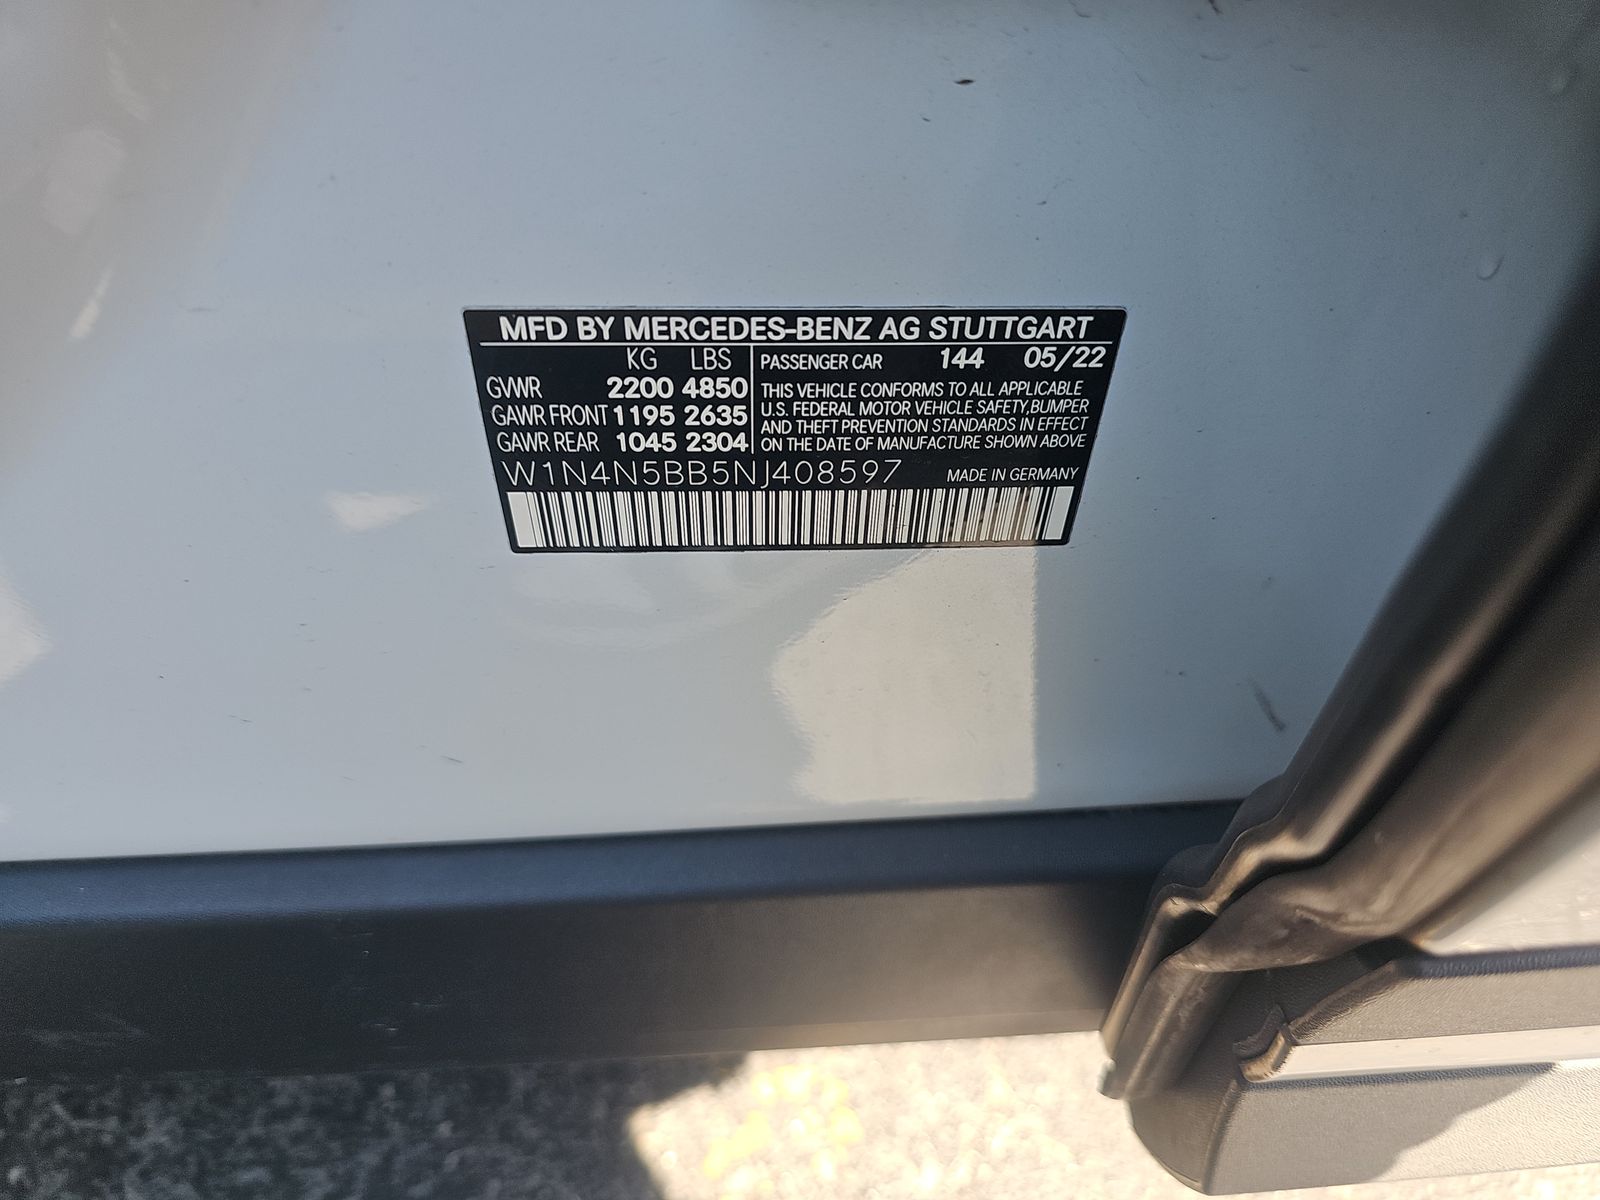 MFD BY MERCEDES-BENZ AG STUTTGART
KG LBS
GVWR 2200 4850
GAWR FRONT 1195 2635
GAWR REAR 1045 2304
PASSENGER CAR 144 05/22
THIS VEHICLE CONFORMS TO ALL APPLICABLE
U.S. FEDERAL MOTOR VEHICLE SAFETY,BUMPER
AND THEFT PREVENTION STANDARDS IN EFFECT
ON THE DATE OF MANUFACTURE SHOWN ABOVE
W1N4N5BB5NJ408597 MADE IN GERMANY